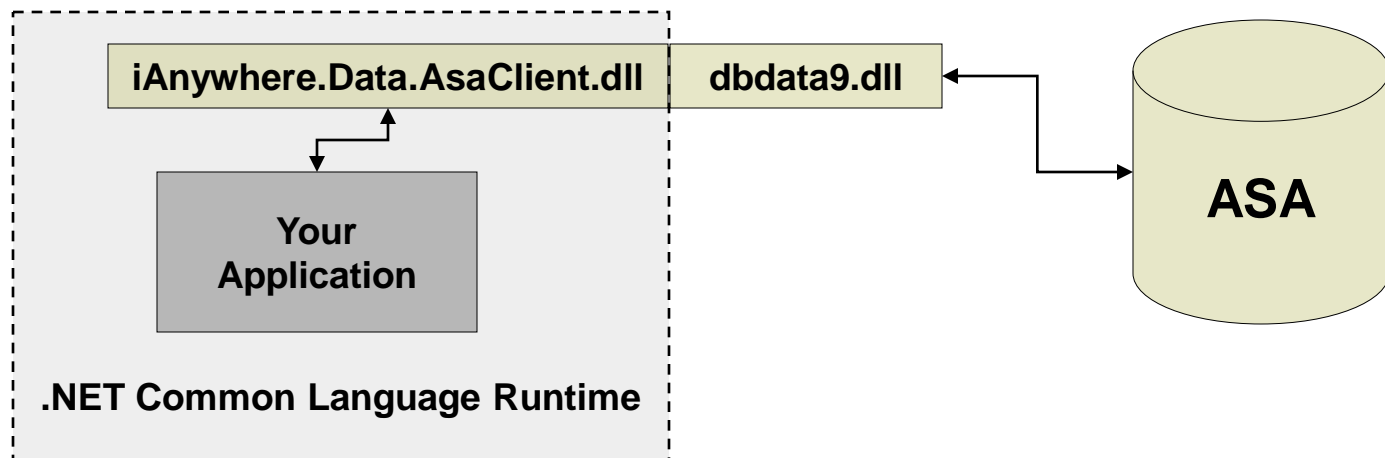 iAnywhere.Data.AsaClient.dll
dbdata9.dll
ASA
Your
Application
.NET Common Language Runtime